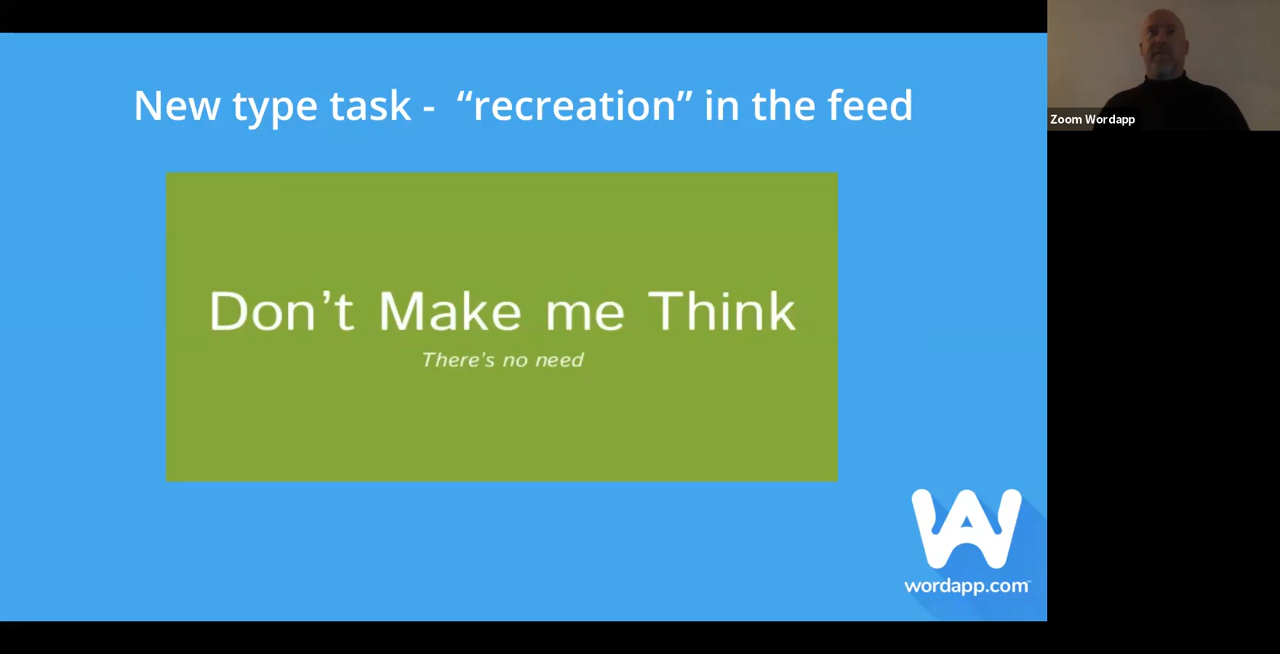 New type task - “recreation” in the feed
Don’t Make me Think
There’s no need
wordapp.com
Zoom Wordapp